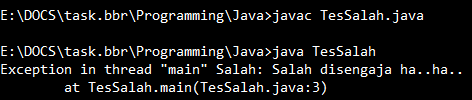 E:\DOCS\task.bbr\Programming\Java>javac TesSalah.java
E:\DOCS\task.bbr\Programming\Java>java TesSalah
Exception in thread "main" Salah: Salah disengaja ha..ha..
at TesSalah.main(TesSalah.java:3)